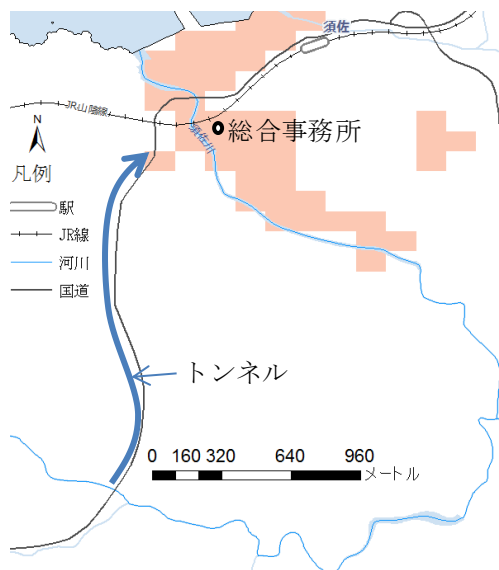 須佐
JR山陰線
須佐川
総合事務所
N
凡例
駅
JR線
河川
国道
トンネル
0 160 320 640 960
メートル